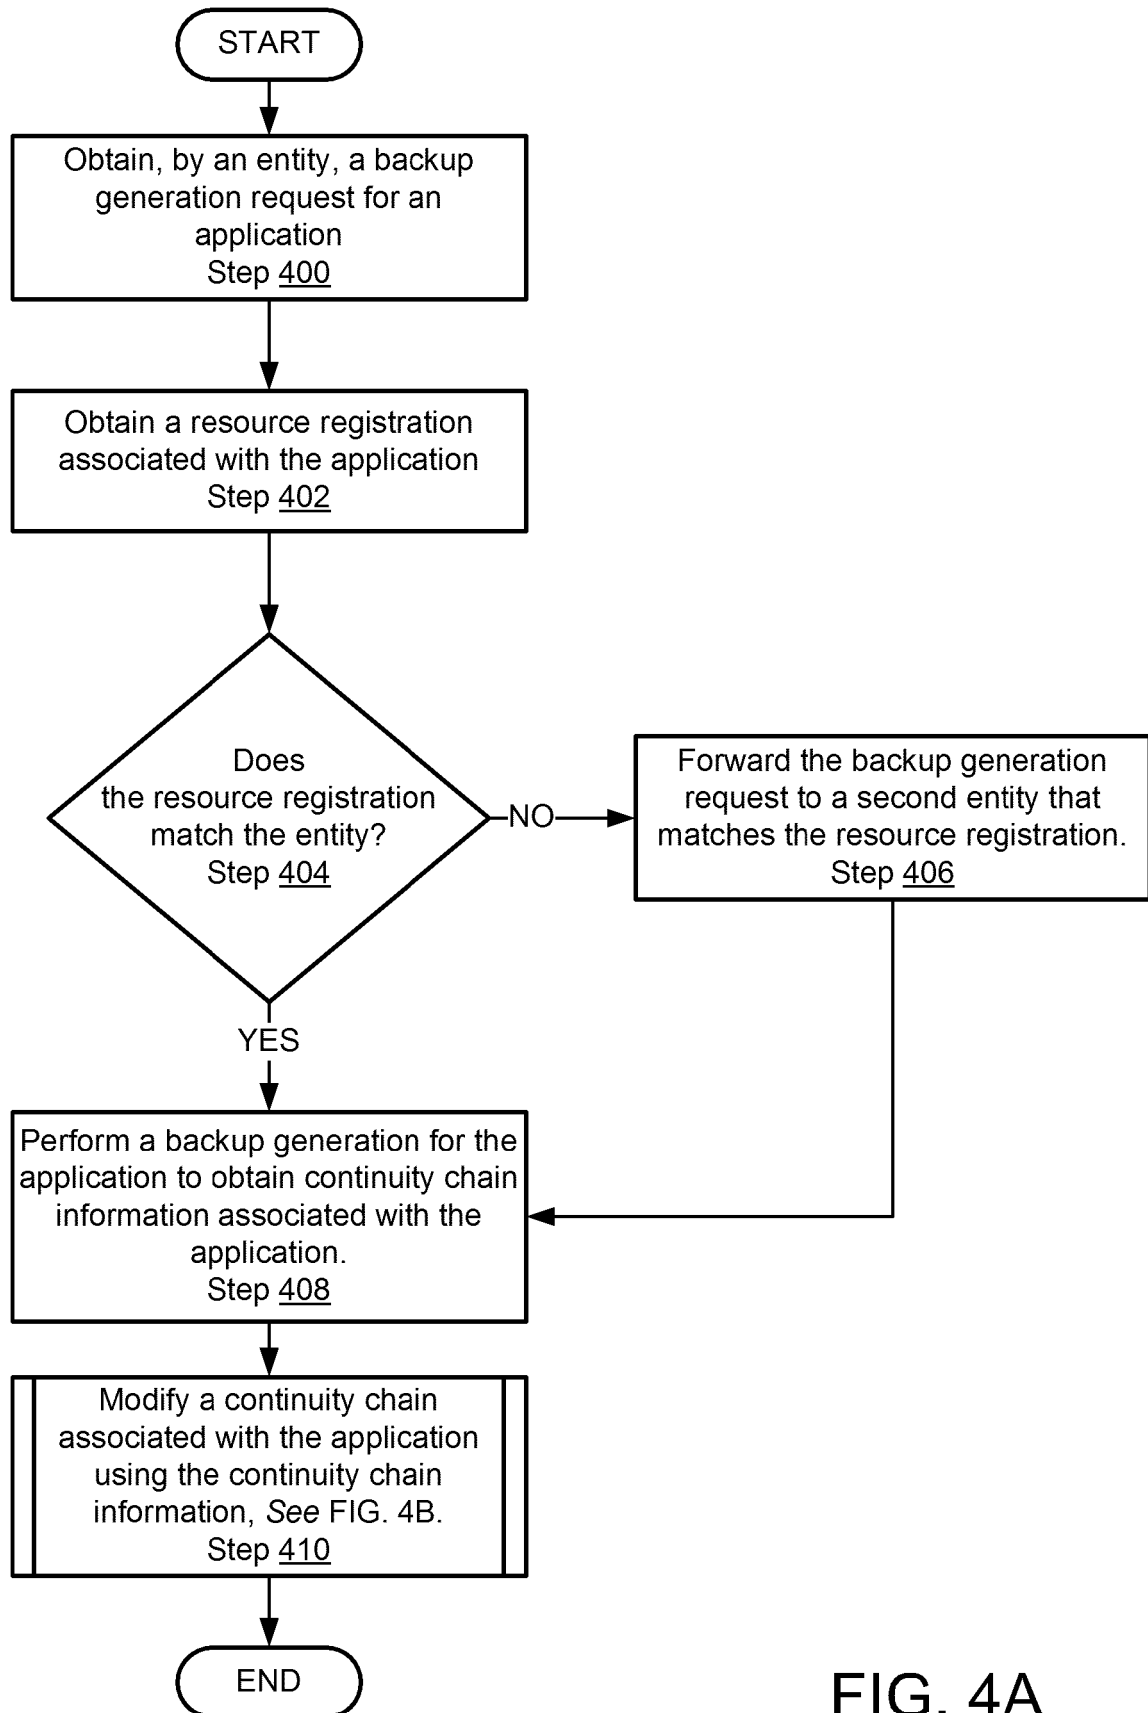 START
Obtain, by an entity, a backup
generation request for an
application
Step 400
Obtain a resource registration
associated with the application
Step 402
Does
the resource registration
match the entity?
Step 404
NO
Forward the backup generation
request to a second entity that
matches the resource registration.
Step 406
YES
Perform a backup generation for the
application to obtain continuity chain
information associated with the
application.
Step 408
Modify a continuity chain
associated with the application
using the continuity chain
information, See FIG. 4B.
Step 410
END
FIG. 4A